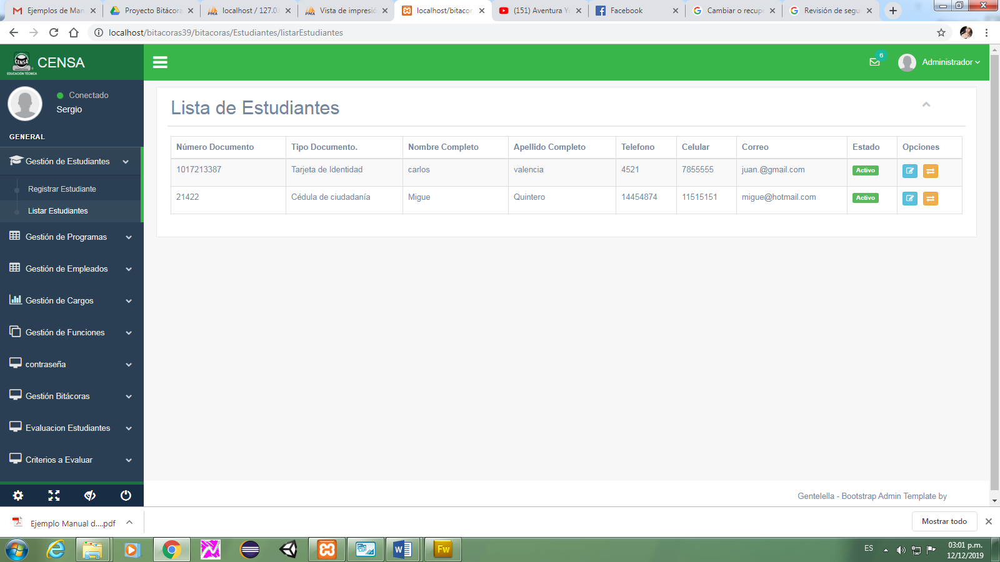 Ejemplos de Man
Proyecto Bitácora
localhost / 127.0.
Vista de impresió
localhost/bitacor
(151) Aventura Y
Facebook
Cambiar o recupe
Revisión de segu
localhost/bitacoras39/bitacoras/Estudiantes/listarEstudiantes
CENSA
EDUCACIÓN TÉCNICA
CENSA
6
Administrador
Conectado
Sergio
GENERAL
Gestión de Estudiantes
Registrar Estudiante
Listar Estudiantes
Gestión de Programas
Gestión de Empleados
Gestión de Cargos
Gestión de Funciones
contraseña
Gestión Bitácoras
Evaluacion Estudiantes
Criterios a Evaluar
Lista de Estudiantes
Número Documento Tipo Documento. Nombre Completo Apellido Completo Telefono Celular Correo Estado Opciones
1017213387 Tarjeta de Identidad carlos valencia 4521 7855555 juan.@gmail.com Activo
21422 Cédula de ciudadanía Migue Quintero 14454874 11515151 migue@hotmail.com Activo
Gentelella - Bootstrap Admin Template by
Ejemplo Manual d....pdf
Mostrar todo
Fw
ES
03:01 p.m.
12/12/2019